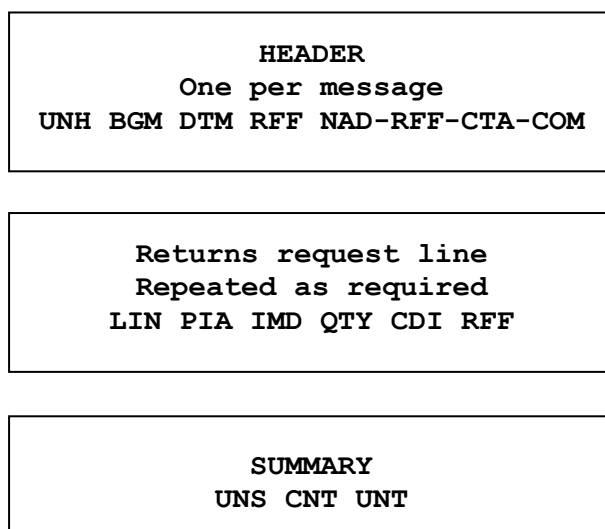 HEADER
One per message
UNH BGM DTM RFF NAD-RFF-CTA-COM
Returns request line
Repeated as required
LIN PIA IMD QTY CDI RFF
SUMMARY
UNS CNT UNT